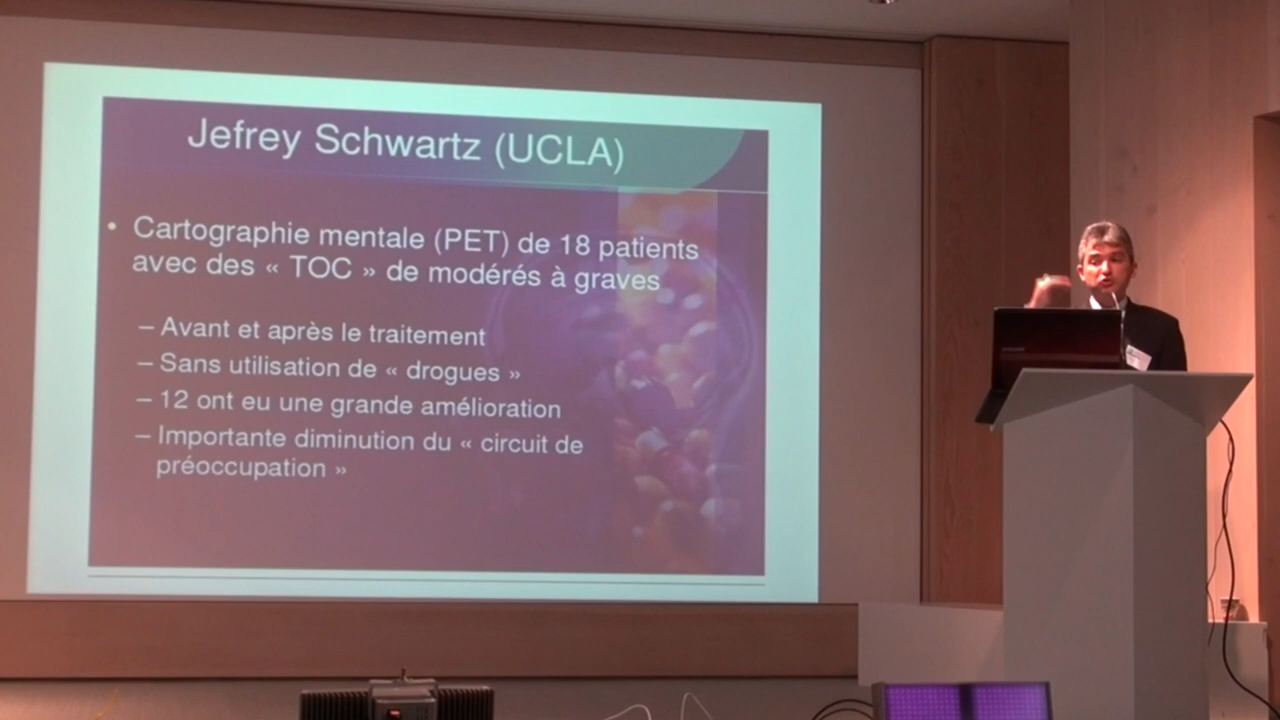 Jefrey Schwartz (UCLA)
• Cartographie mentale (PET) de 18 patients
avec des « TOC » de modérés à graves
– Avant et après le traitement
– Sans utilisation de « drogues »
– 12 ont eu une grande amélioration
– Importante diminution du « circuit de
préoccupation »